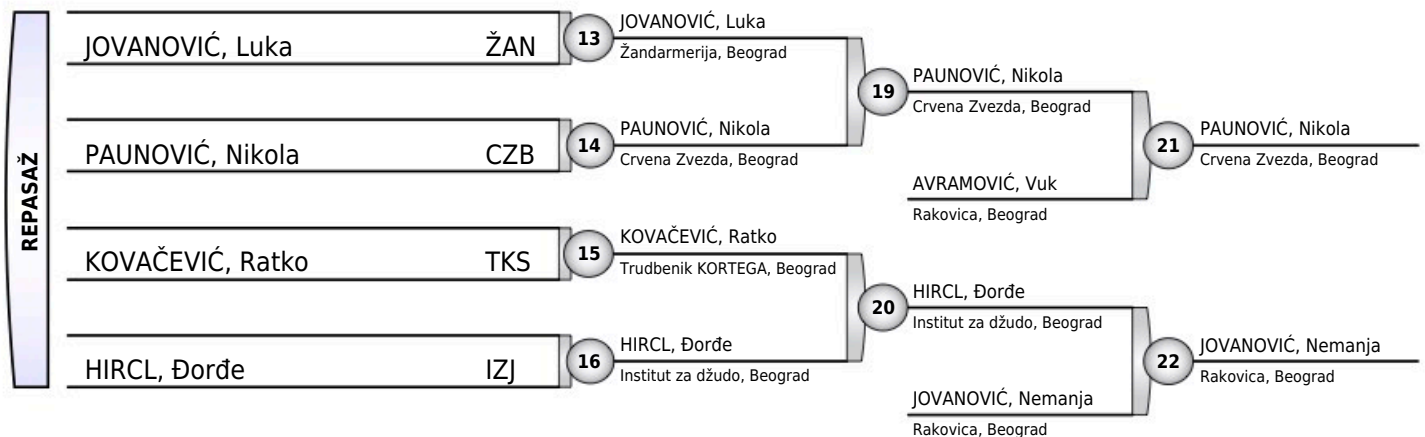 REPASAŽ
JOVANOVIĆ, Luka ŽAN
PAUNOVIĆ, Nikola CZB
KOVAČEVIĆ, Ratko TKS
HIRCL, Đorđe IZJ
13
JOVANOVIĆ, Luka
Žandarmerija, Beograd
14
PAUNOVIĆ, Nikola
Crvena Zvezda, Beograd
15
KOVAČEVIĆ, Ratko
Trudbenik KORTEGA, Beograd
16
HIRCL, Đorđe
Institut za džudo, Beograd
19
PAUNOVIĆ, Nikola
Crvena Zvezda, Beograd
AVRAMOVIĆ, Vuk
Rakovica, Beograd
20
HIRCL, Đorđe
Institut za džudo, Beograd
JOVANOVIĆ, Nemanja
Rakovica, Beograd
21
PAUNOVIĆ, Nikola
Crvena Zvezda, Beograd
22
JOVANOVIĆ, Nemanja
Rakovica, Beograd